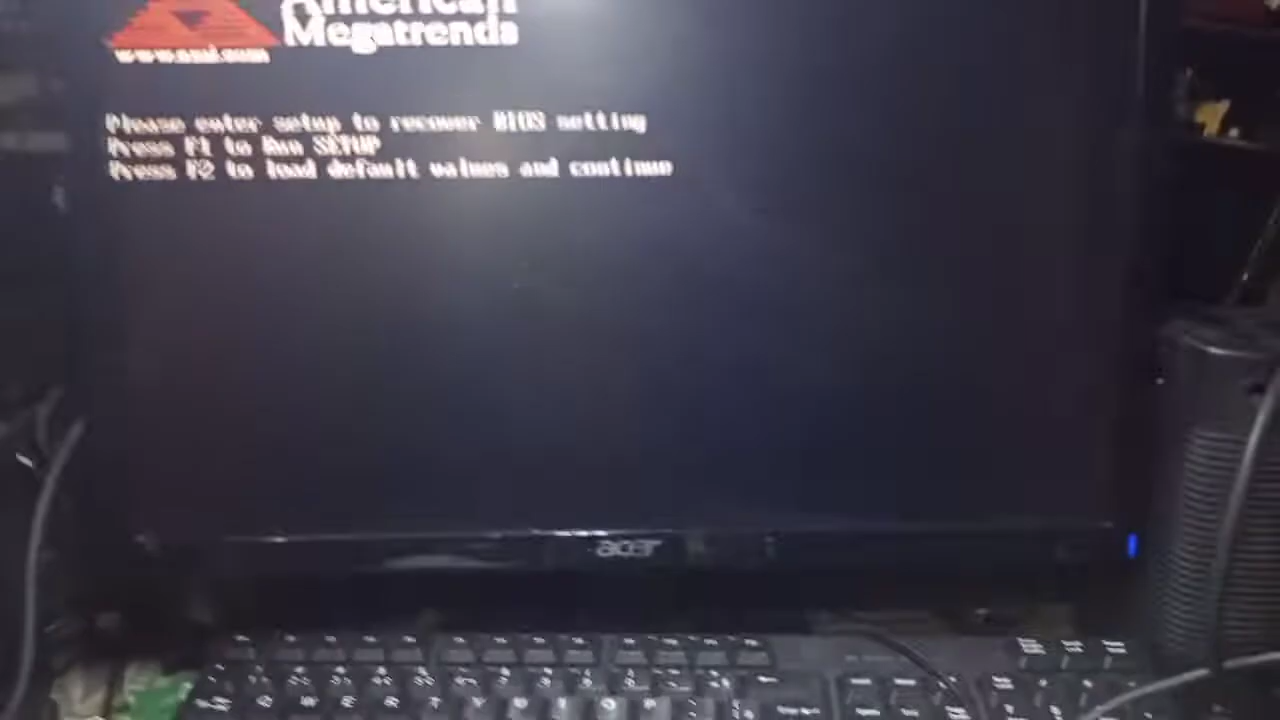 American
Megatrends
www.ami.com
Please enter setup to recover BIOS setting
Press F1 to Run SETUP
Press F2 to load default values and continue
acer